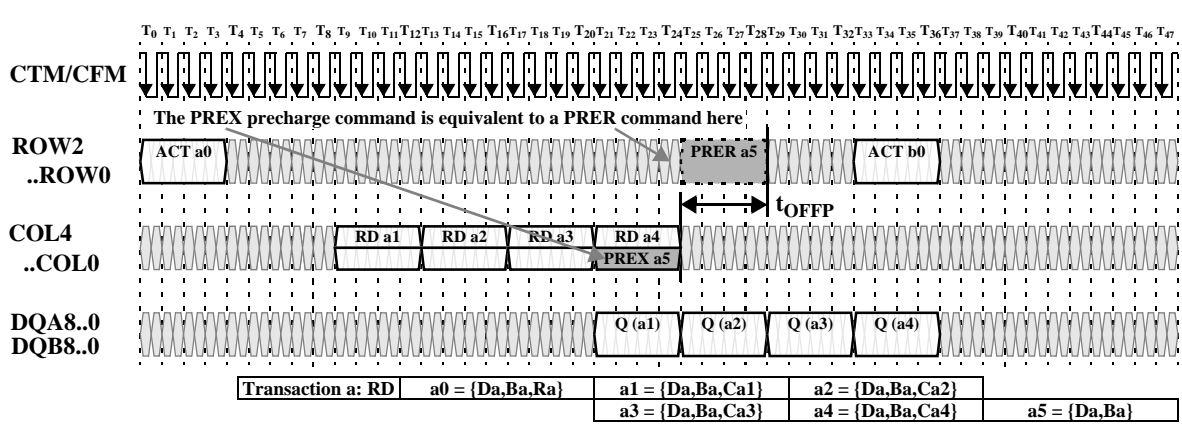 T0 T1 T2 T3 T4 T5 T6 T7 T8 T9 T10 T11 T12 T13 T14 T15 T16 T17 T18 T19 T20 T21 T22 T23 T24 T25 T26 T27 T28 T29 T30 T31 T32 T33 T34 T35 T36 T37 T38 T39 T40 T41 T42 T43 T44 T45 T46 T47
CTM/CFM
The PREX precharge command is equivalent to a PRER command here
ROW2
..ROW0
ACT a0 PRER a5 ACT b0
tOFFP
COL4
..COL0
RD a1 RD a2 RD a3 RD a4
PREX a5
DQA8..0
DQB8..0
Q (a1) Q (a2) Q (a3) Q (a4)
Transaction a: RD a0 = {Da,Ba,Ra} a1 = {Da,Ba,Ca1} a2 = {Da,Ba,Ca2}
a3 = {Da,Ba,Ca3} a4 = {Da,Ba,Ca4} a5 = {Da,Ba}